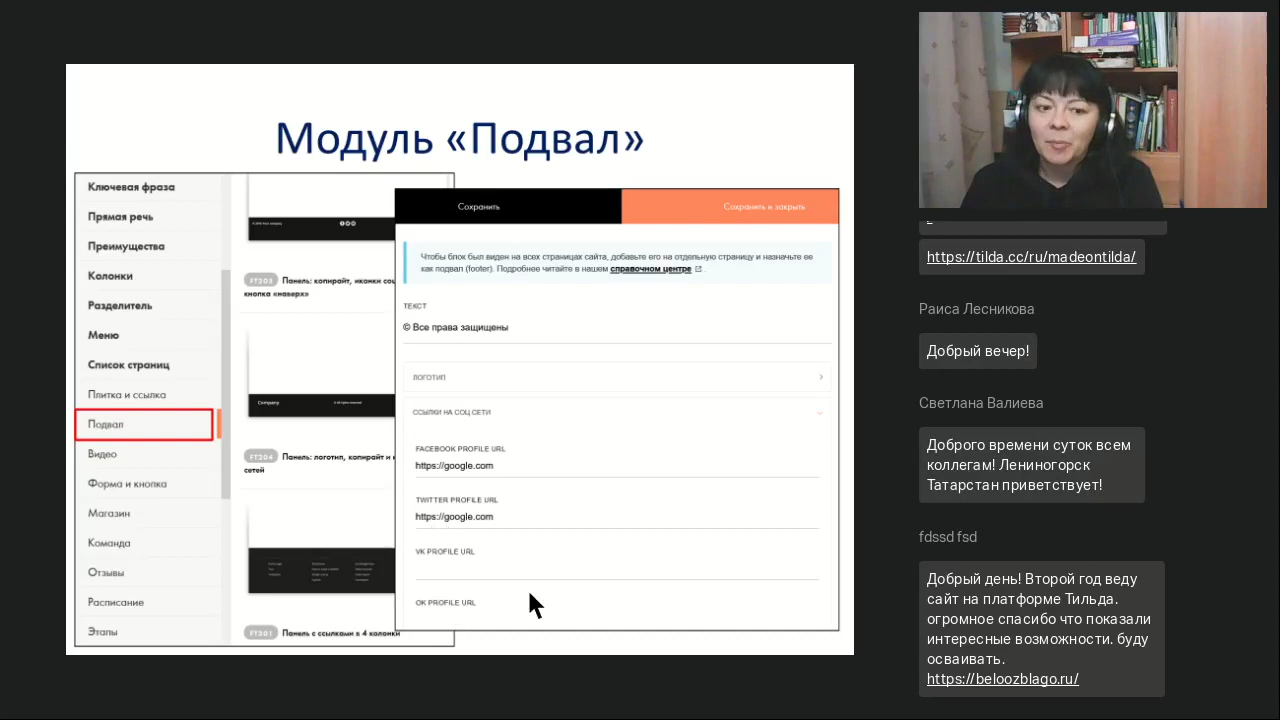 Модуль «Подвал»
Ключевая фраза
Прямая речь
Преимущества
Колонки
Разделитель
Меню
Список страниц
Плитка и ссылка
Подвал
Видео
Форма и кнопка
Магазин
Команда
Отзывы
Расписание
Этапы
Панель: копирайт, иконки соц
кнопка «наверх»
Company
FT204 Панель: логотип, копирайт и
сетей
FT301 Панель с ссылками в 4 колонки
Сохранить
Сохранить и закрыть
Чтобы блок был виден на всех страницах сайта, добавьте его на отдельную страницу и назначьте ее
как подвал (footer). Подробнее читайте в нашем справочном центре .
ТЕКСТ
© Все права защищены
ЛОГОТИП
ССЫЛКИ НА СОЦ.СЕТИ
FACEBOOK PROFILE URL
https://google.com
TWITTER PROFILE URL
https://google.com
VK PROFILE URL
OK PROFILE URL
https://tilda.cc/ru/madeontilda/
Раиса Лесникова
Добрый вечер!
Светлана Валиева
Доброго времени суток всем
коллегам! Лениногорск
Татарстан приветствует!
fdssd fsd
Добрый день! Второй год веду
сайт на платформе Тильда.
огромное спасибо что показали
интересные возможности. буду
осваивать.
https://beloozblago.ru/